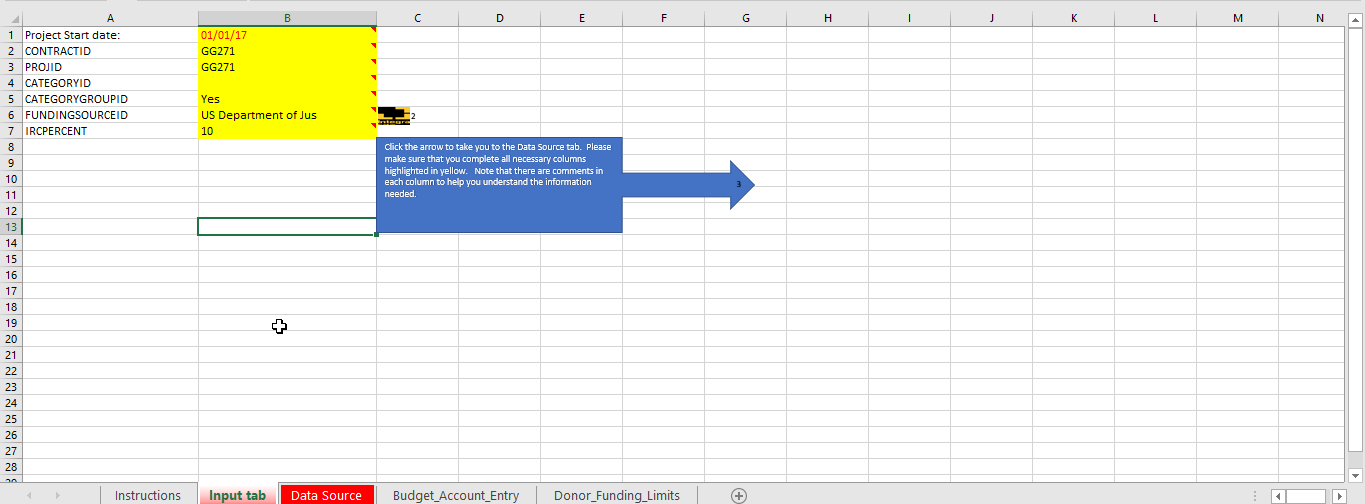 A B C D E F G H I J K L M N
1 Project Start date: 01/01/17
2 CONTRACTID GG271
3 PROJID GG271
4 CATEGORYID
5 CATEGORYGROUPID Yes
6 FUNDINGSOURCEID US Department of Jus 2
7 IRCPERCENT 10
8
9
10
11
12
13
14
15
16
17
18
19
20
21
22
23
24
25
26
27
28
Click the arrow to take you to the Data Source tab. Please
make sure that you complete all necessary columns
highlighted in yellow. Note that there are comments in
each column to help you understand the information
needed.
3
Instructions Input tab Data Source Budget_Account_Entry Donor_Funding_Limits